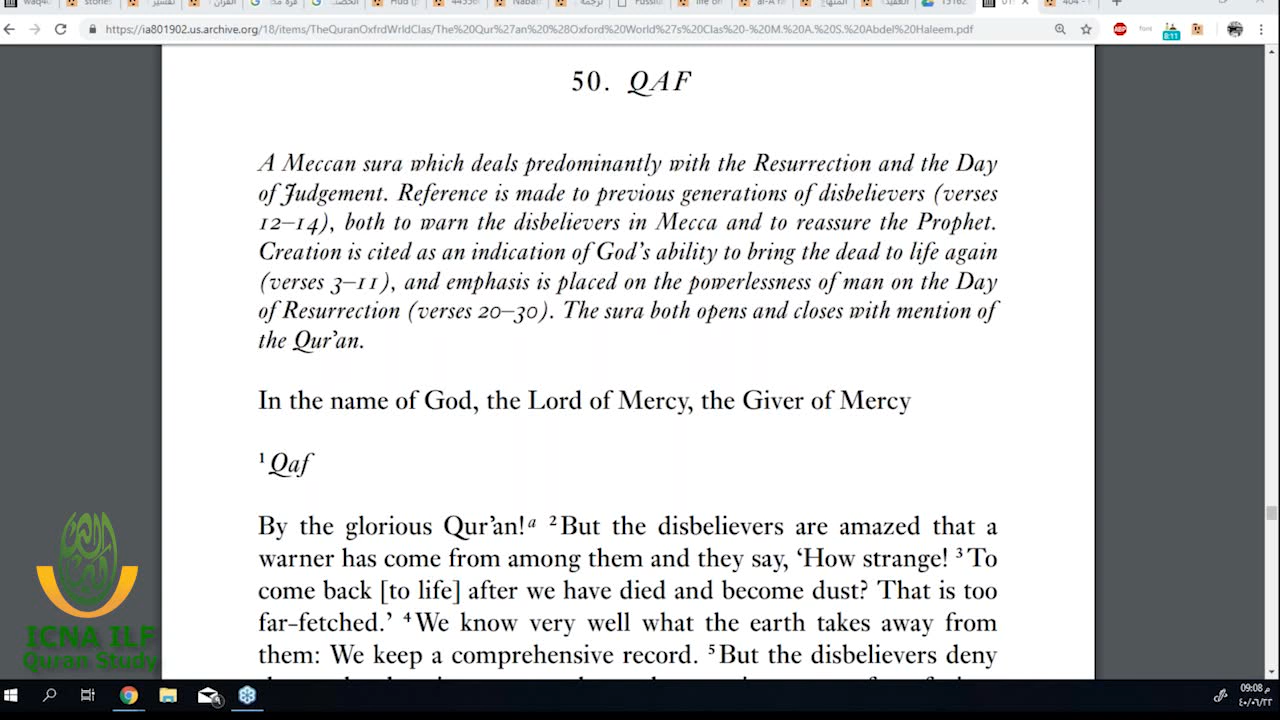 https://ia801902.us.archive.org/18/items/TheQuranOxfrdWrldClas/The%20Qur%27an%20%28Oxford%20World%27s%20Clas%20-%20M.%20A.%20S.%20Abdel%20Haleem.pdf
50. QAF
A Meccan sura which deals predominantly with the Resurrection and the Day
of Judgement. Reference is made to previous generations of disbelievers (verses
12–14), both to warn the disbelievers in Mecca and to reassure the Prophet.
Creation is cited as an indication of God’s ability to bring the dead to life again
(verses 3–11), and emphasis is placed on the powerlessness of man on the Day
of Resurrection (verses 20–30). The sura both opens and closes with mention of
the Qur’an.
In the name of God, the Lord of Mercy, the Giver of Mercy
1 Qaf
By the glorious Qur’an!a 2 But the disbelievers are amazed that a
warner has come from among them and they say, ‘How strange! 3 To
come back [to life] after we have died and become dust? That is too
far-fetched.’ 4 We know very well what the earth takes away from
them: We keep a comprehensive record. 5 But the disbelievers deny
ICNA ILF
Quran Study
8:11
09:08 م
٤٠/٠٦/٢٢